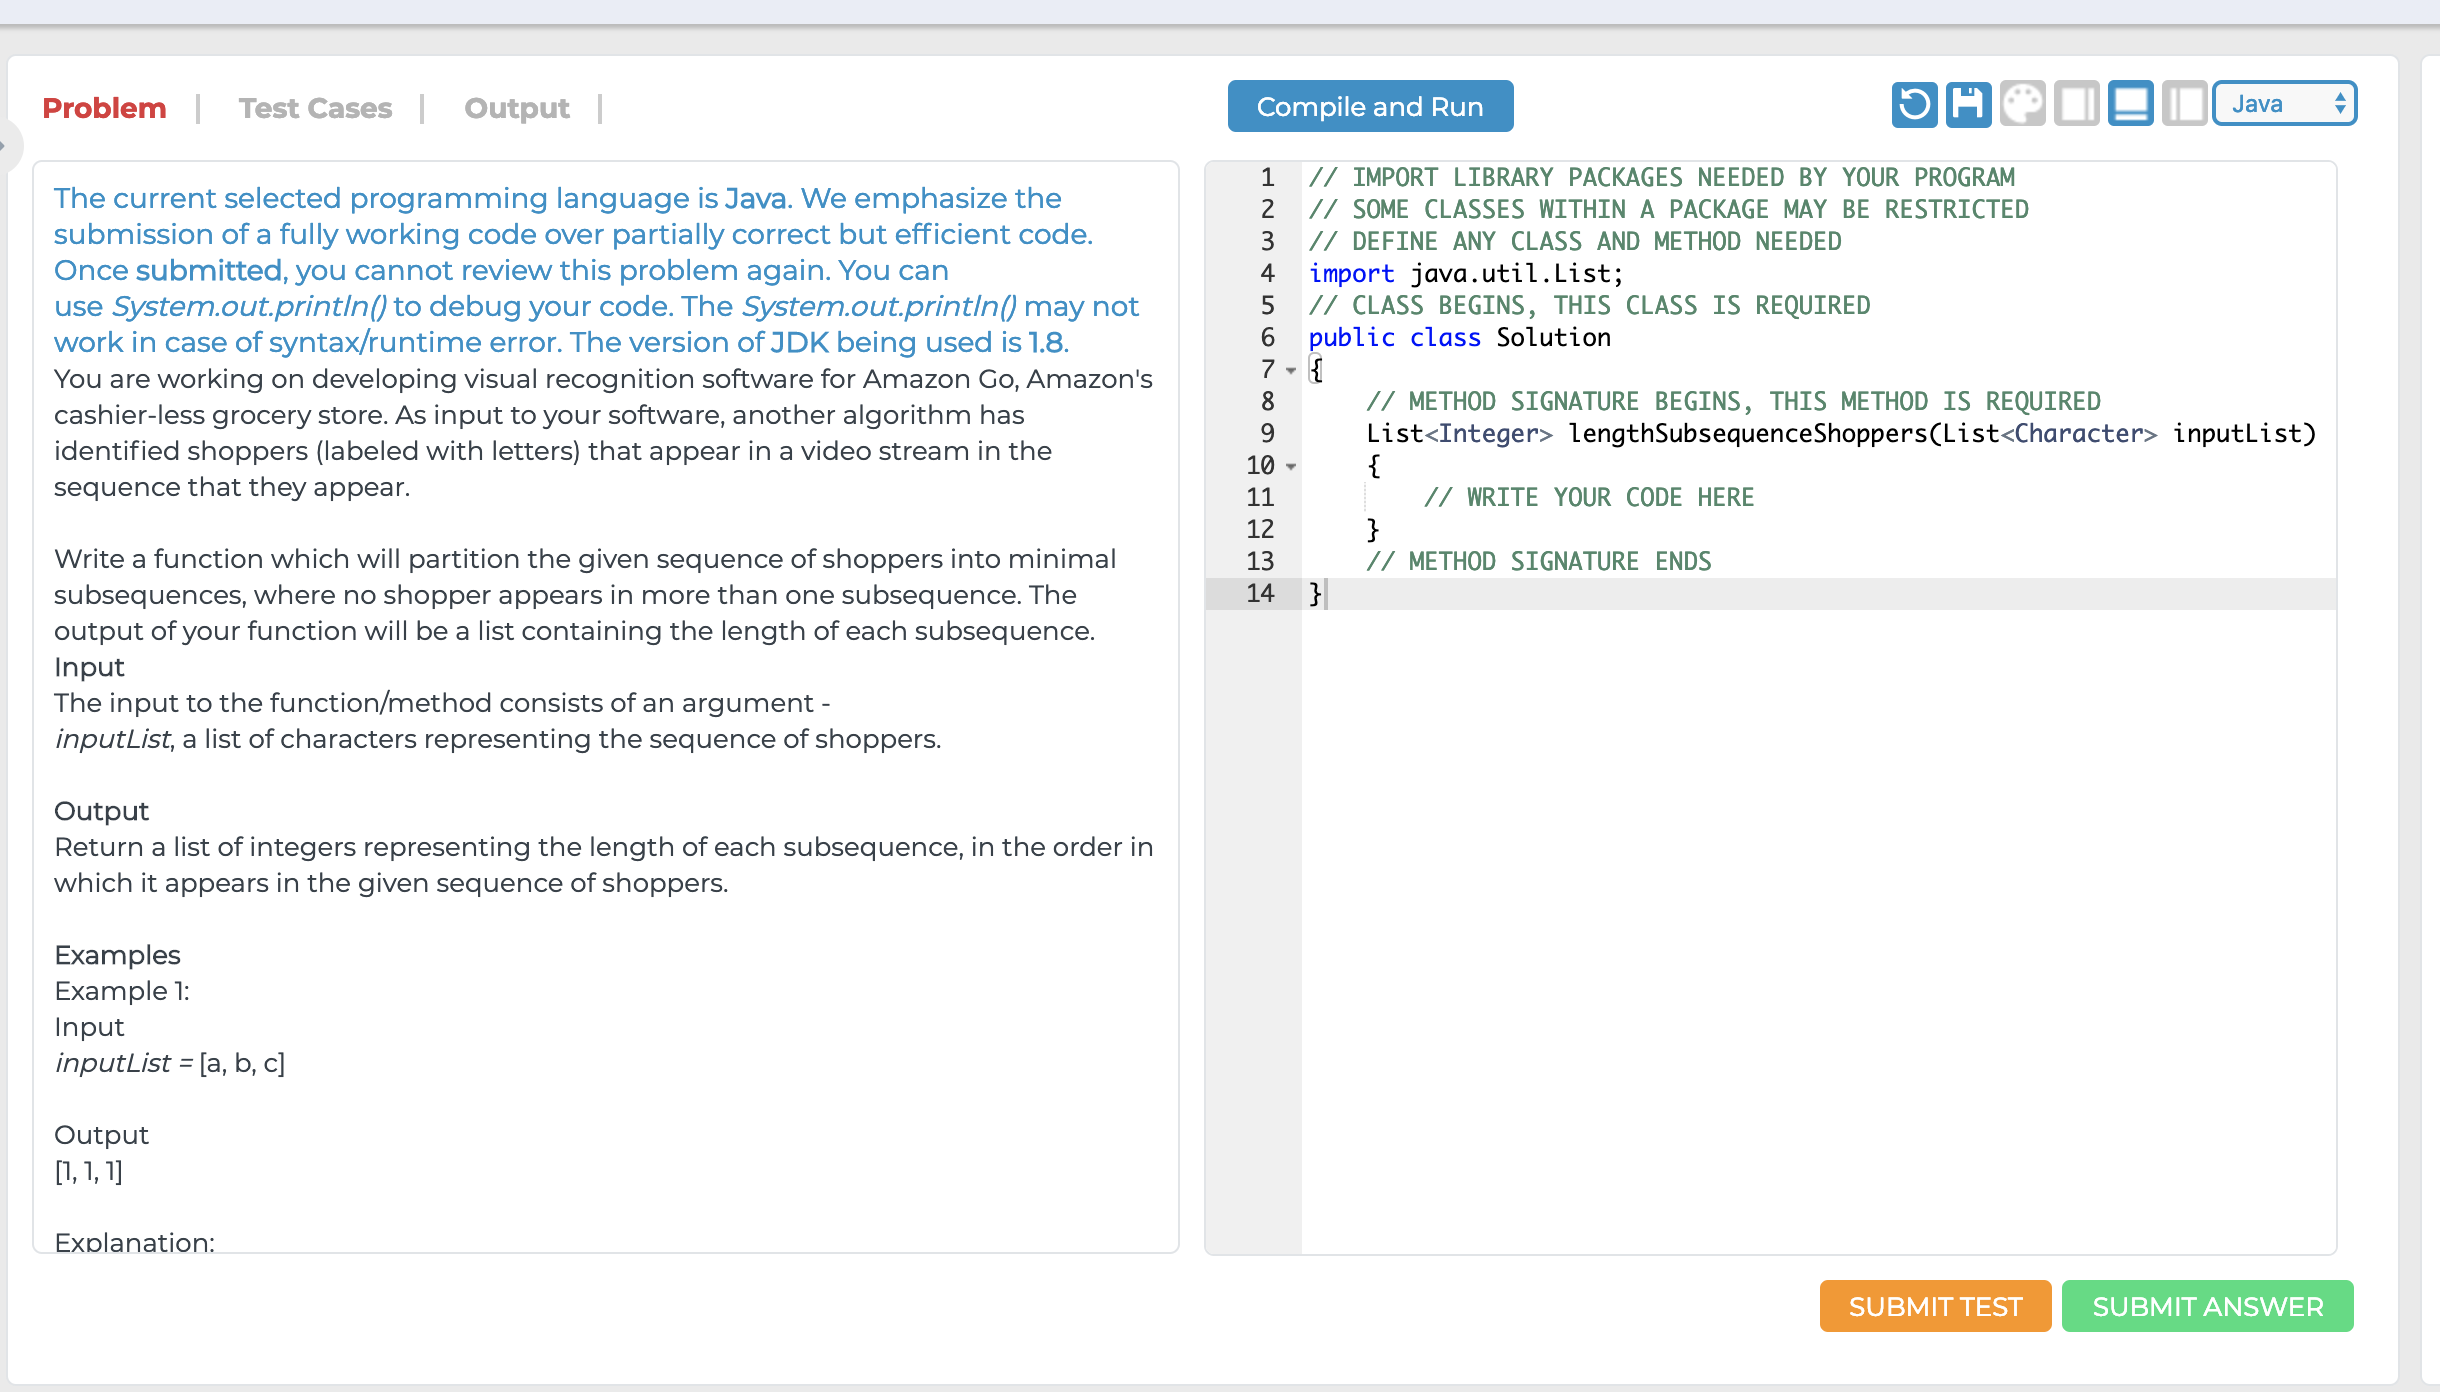 Problem | Test Cases | Output |
Compile and Run
Java
The current selected programming language is Java. We emphasize the
submission of a fully working code over partially correct but efficient code.
Once submitted, you cannot review this problem again. You can
use System.out.println() to debug your code. The System.out.println() may not
work in case of syntax/runtime error. The version of JDK being used is 1.8.
You are working on developing visual recognition software for Amazon Go, Amazon's
cashier-less grocery store. As input to your software, another algorithm has
identified shoppers (labeled with letters) that appear in a video stream in the
sequence that they appear.
Write a function which will partition the given sequence of shoppers into minimal
subsequences, where no shopper appears in more than one subsequence. The
output of your function will be a list containing the length of each subsequence.
Input
The input to the function/method consists of an argument -
inputList, a list of characters representing the sequence of shoppers.
Output
Return a list of integers representing the length of each subsequence, in the order in
which it appears in the given sequence of shoppers.
Examples
Example 1:
Input
inputList = [a, b, c]
Output
[1, 1, 1]
Explanation:
1 // IMPORT LIBRARY PACKAGES NEEDED BY YOUR PROGRAM
2 // SOME CLASSES WITHIN A PACKAGE MAY BE RESTRICTED
3 // DEFINE ANY CLASS AND METHOD NEEDED
4 import java.util.List;
5 // CLASS BEGINS, THIS CLASS IS REQUIRED
6 public class Solution
7 {
8 // METHOD SIGNATURE BEGINS, THIS METHOD IS REQUIRED
9 List<Integer> lengthSubsequenceShoppers(List<Character> inputList)
10 {
11 // WRITE YOUR CODE HERE
12 }
13 // METHOD SIGNATURE ENDS
14 }
SUBMIT TEST
SUBMIT ANSWER